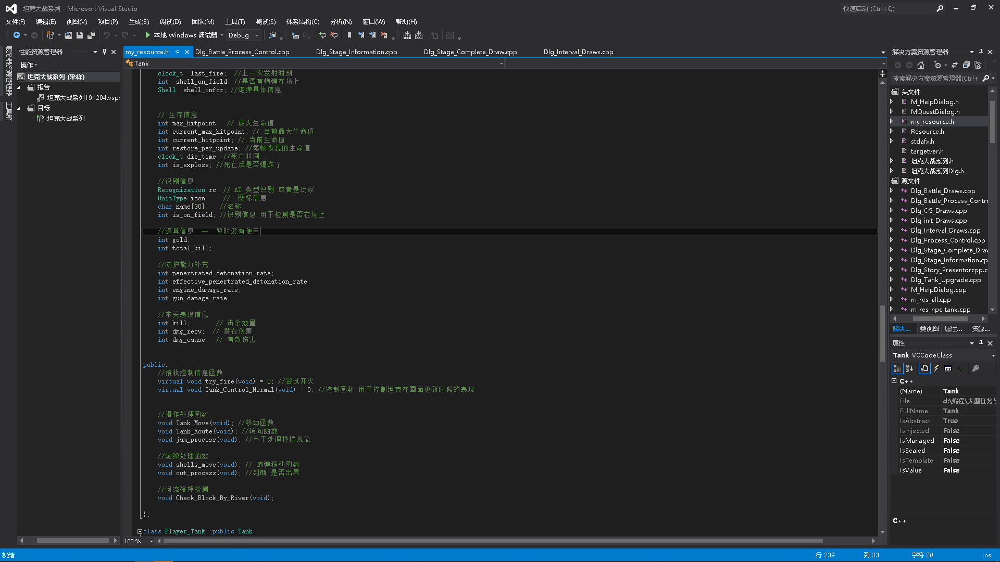 坦克大战系列 - Microsoft Visual Studio
快速启动 (Ctrl+Q)
文件(F) 编辑(E) 视图(V) 项目(P) 生成(B) 调试(D) 团队(M) 工具(T) 测试(S) 体系结构(C) 分析(N) 窗口(W) 帮助(H)
本地 Windows 调试器 Debug
服务器资源管理器
工具箱
性能资源管理器
操作
坦克大战系列 (采样)
报告
坦克大战系列191204.vsp
目标
坦克大战系列
my_resource.h Dlg_Battle_Process_Control.cpp Dlg_Stage_Information.cpp Dlg_Stage_Complete_Draw.cpp Dlg_Interval_Draws.cpp
Tank
clock_t  last_fire;  //上一次发射时刻
int  shell_on_field; //是否有炮弹在场上
Shell  shell_infor; //炮弹具体信息
// 生存信息
int max_hitpoint;  // 最大生命值
int current_max_hitpoint; // 当前最大生命值
int current_hitpoint; // 当前生命值
int restore_per_update; //每帧恢复的生命值
clock_t die_time; //死亡时间
int is_explose; //死亡后是否爆炸了
//识别信息
Recognization rc; // AI 类型识别 或者是玩家
UnitType icon;    //  图标信息
char name[30];   //名称
int is_on_field; //识别信息 用于检测是否在场上
//道具信息  --  暂时没有使用
int gold;
int total_kill;
//防护能力补充
int penertrated_detonation_rate;
int effective_penertrated_detonation_rate;
int engine_damage_rate;
int gun_damage_rate;
//本关表现信息
int kill;       // 击杀数量
int dmg_recv;  // 潜在伤害
int dmg_cause;  // 有效伤害
public:
//接收控制信息函数
virtual void try_fire(void) = 0; //尝试开火
virtual void Tank_Control_Normal(void) = 0; //控制函数 用于控制坦克在画面更新时候的表现
//操作处理函数
void Tank_Move(void); //移动函数
void Tank_Route(void); //转向函数
void jam_process(void); //用于处理撞墙现象
//炮弹处理函数
void shells_move(void); // 炮弹移动函数
void out_process(void); //判断 是否出界
//河流碰撞检测
void Check_Block_By_River(void);
};
class Player_Tank :public Tank
100 %
解决方案资源管理器
搜索解决方案资源管理器(Ctrl+
头文件
M_HelpDialog.h
MQuestDialog.h
my_resource.h
Resource.h
stdafx.h
targetver.h
坦克大战系列.h
坦克大战系列Dlg.h
源文件
Dlg_Battle_Draws.cpp
Dlg_Battle_Process_Contr
Dlg_CG_Draws.cpp
Dlg_init_Draws.cpp
Dlg_Interval_Draws.cpp
Dlg_Process_Control.cpp
Dlg_Stage_Complete_Drav
Dlg_Stage_Information.cp
Dlg_Story_Presentorcpp.c
Dlg_Tank_Upgrade.cpp
M_HelpDialog.cpp
m_res_all.cpp
m_res_npc_tank.cpp
解决... 类视图 属性... 资源...
属性
Tank VCCodeClass
C++
(Name) Tank
File d:\编程\大型任务与
FullName Tank
IsAbstract True
IsInjected False
IsManaged False
IsSealed False
IsTemplate False
IsValue False
C++
就绪 行 239 列 33 字符 20 Ins